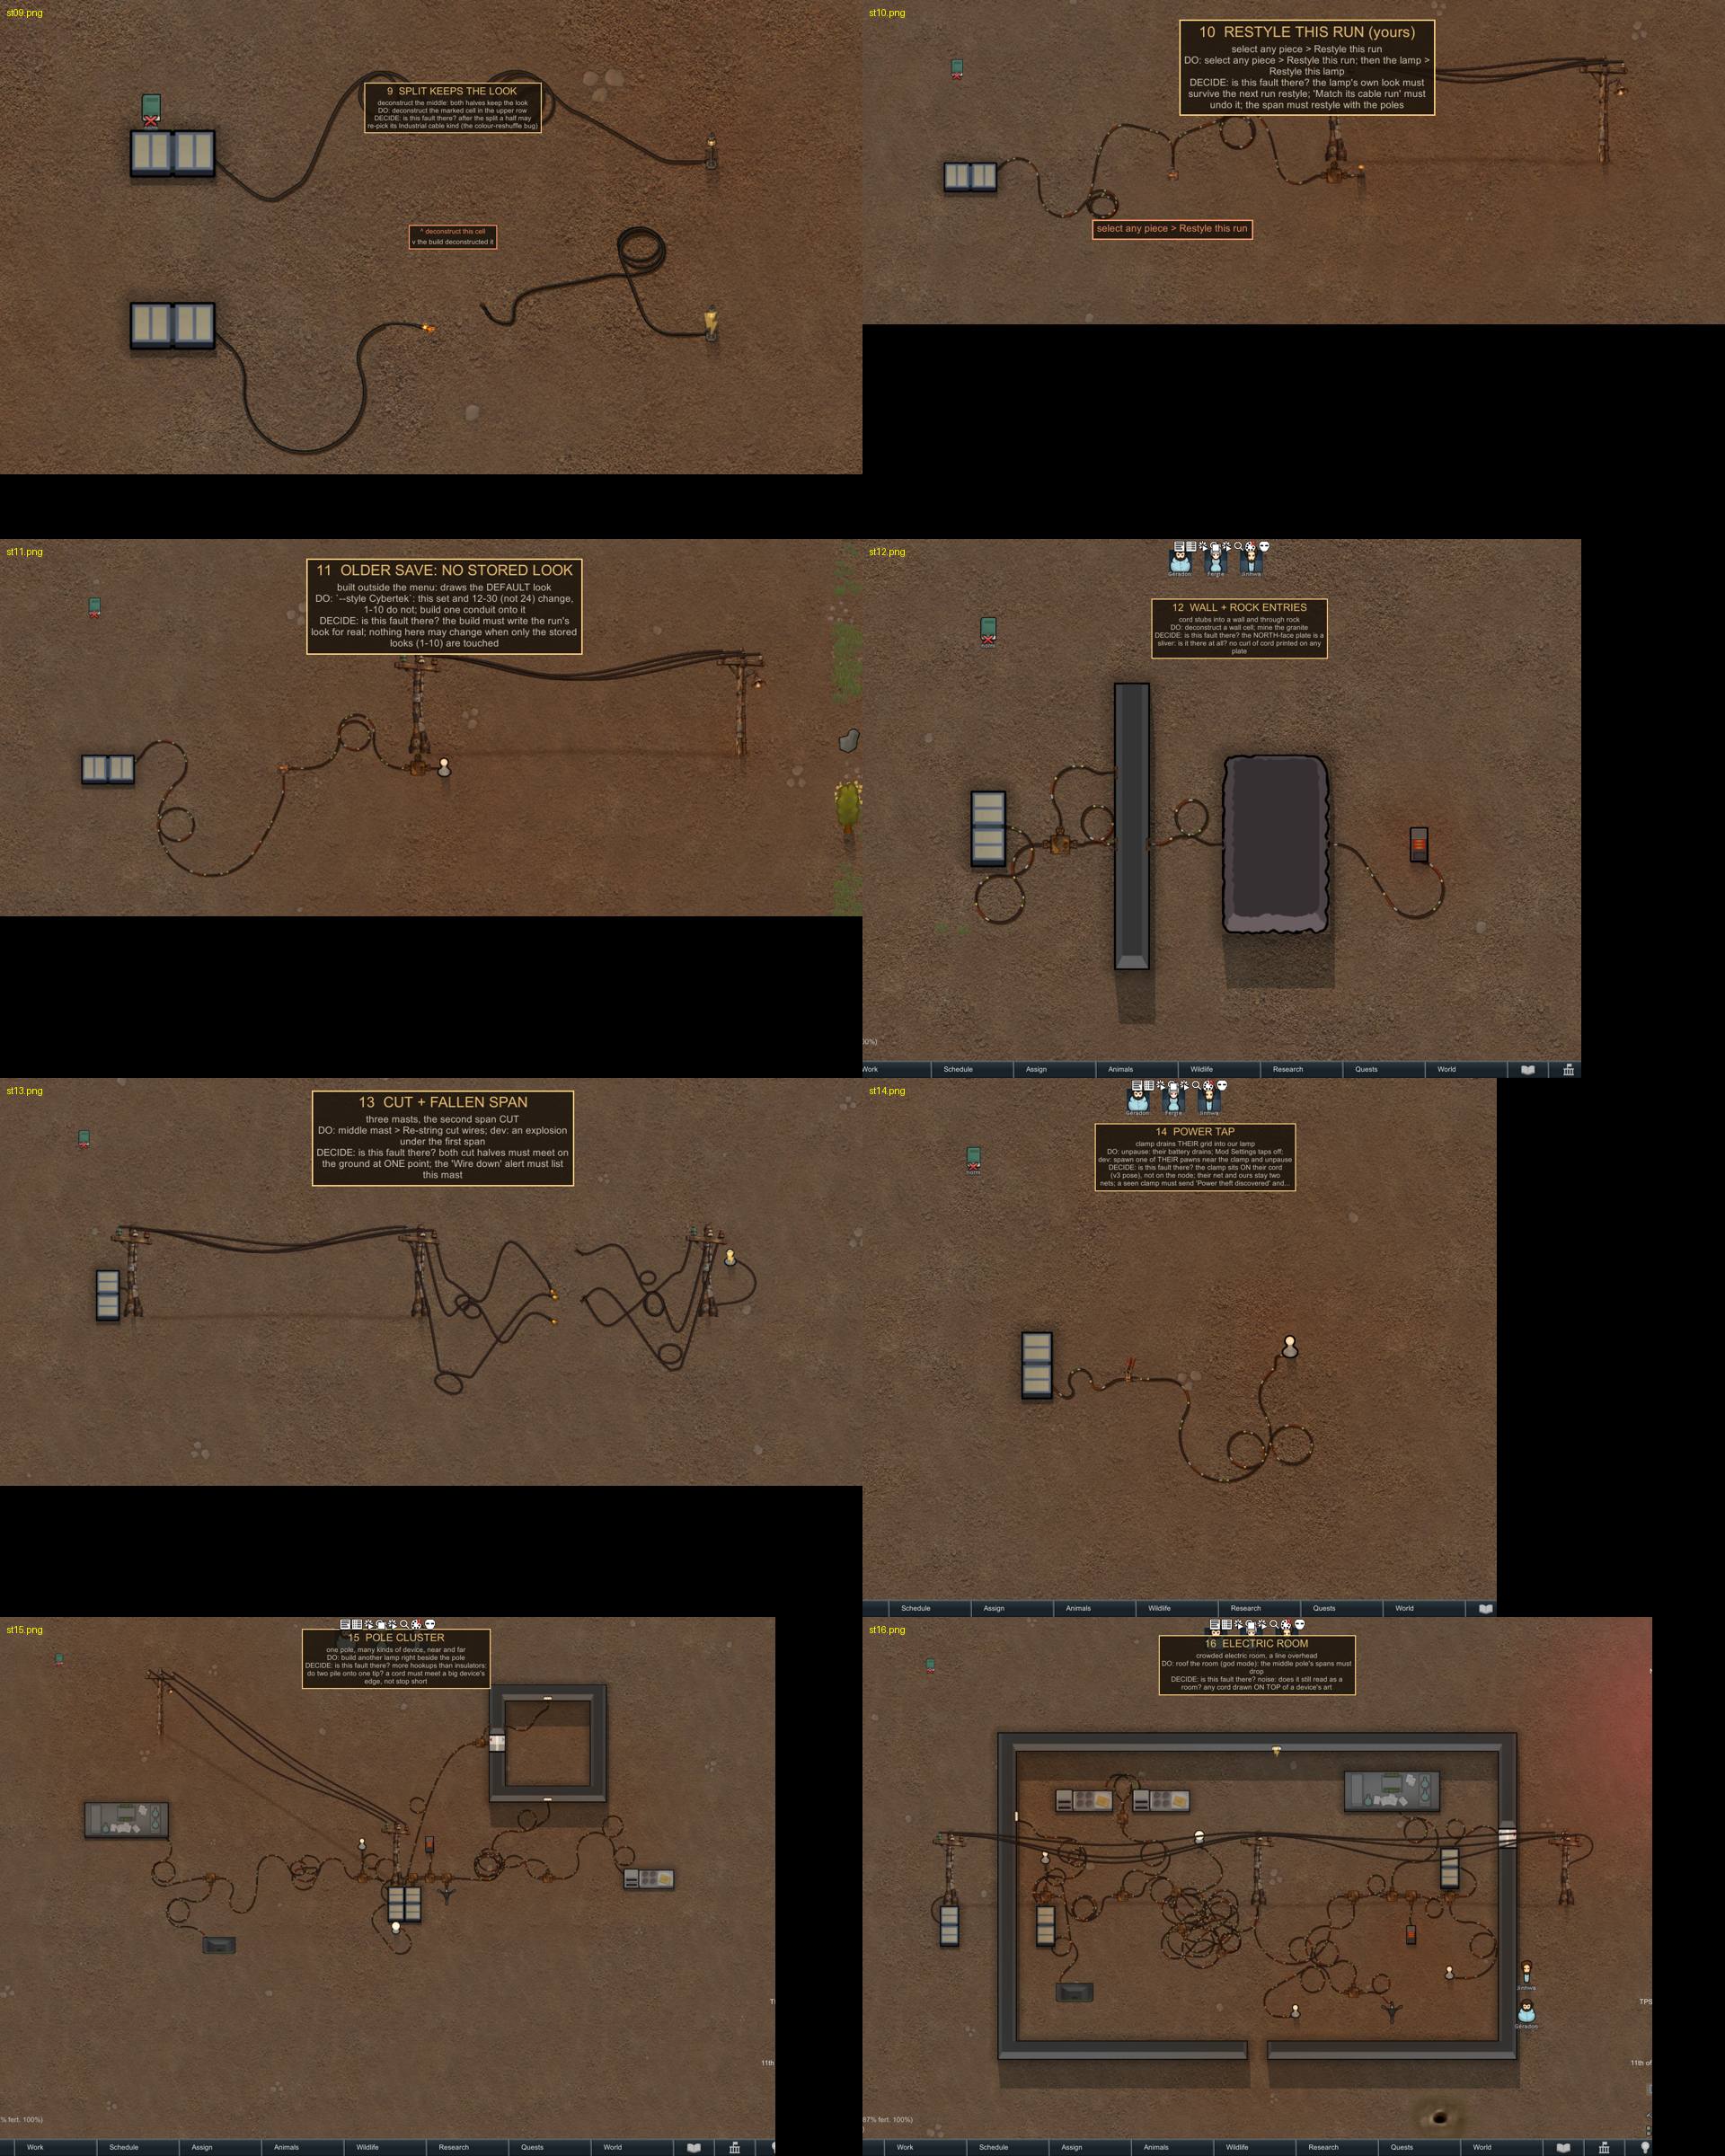 st09.png
9 SPLIT KEEPS THE LOOK
deconstruct the middle: both halves keep the look
DO: deconstruct the marked cell in the upper row
DECIDE: is this fault there? after the split a half may
re-pick its Industrial cable kind (the colour-reshuffle bug)
^ deconstruct this cell
v the build deconstructed it
st10.png
10 RESTYLE THIS RUN (yours)
select any piece > Restyle this run
DO: select any piece > Restyle this run; then the lamp >
Restyle this lamp
DECIDE: is this fault there? the lamp's own look must
survive the next run restyle; 'Match its cable run' must
undo it; the span must restyle with the poles
select any piece > Restyle this run
st11.png
11 OLDER SAVE: NO STORED LOOK
built outside the menu: draws the DEFAULT look
DO: `--style Cybertek`: this set and 12-30 (not 24) change,
1-10 do not; build one conduit onto it
DECIDE: is this fault there? the build must write the run's
look for real; nothing here may change when only the stored
looks (1-10) are touched
st12.png
Geradon
Fergie
12 WALL + ROCK ENTRIES
cord stubs into a wall and through rock
DO: deconstruct a wall cell; mine the granite
DECIDE: is this fault there? the NORTH-face plate is a
sliver: is it there at all? no curl of cord printed on any
plate
00%)
Work
Schedule
Assign
Animals
Wildlife
Research
Quests
World
st13.png
13 CUT + FALLEN SPAN
three masts, the second span CUT
DO: middle mast > Re-string cut wires; dev: an explosion
under the first span
DECIDE: is this fault there? both cut halves must meet on
the ground at ONE point; the 'Wire down' alert must list
this mast
st14.png
Geradon
Fergie
14 POWER TAP
clamp drains THEIR grid into our lamp
DO: unpause: their battery drains; Mod Settings taps off;
dev: spawn one of THEIR pawns near the clamp and unpause
DECIDE: is this fault there? the clamp sits ON their cord
(v3 pose), not on the node; their net and ours stay two
nets; a seen clamp must send 'Power theft discovered' and...
Schedule
Assign
Animals
Wildlife
Research
Quests
World
st15.png
15 POLE CLUSTER
one pole, many kinds of device, near and far
DO: build another lamp right beside the pole
DECIDE: is this fault there? more hookups than insulators:
do two pile onto one tip? a cord must meet a big device's
edge, not stop short
11th
% fert. 100%)
Work
Schedule
Assign
Animals
Wildlife
Research
Quests
World
st16.png
16 ELECTRIC ROOM
crowded electric room, a line overhead
DO: roof the room (god mode): the middle pole's spans must
drop
DECIDE: is this fault there? noise: does it still read as a
room? any cord drawn ON TOP of a device's art
Geradon
TPS
11th of
87% fert. 100%)
Work
Schedule
Assign
Animals
Wildlife
Research
Quests
World